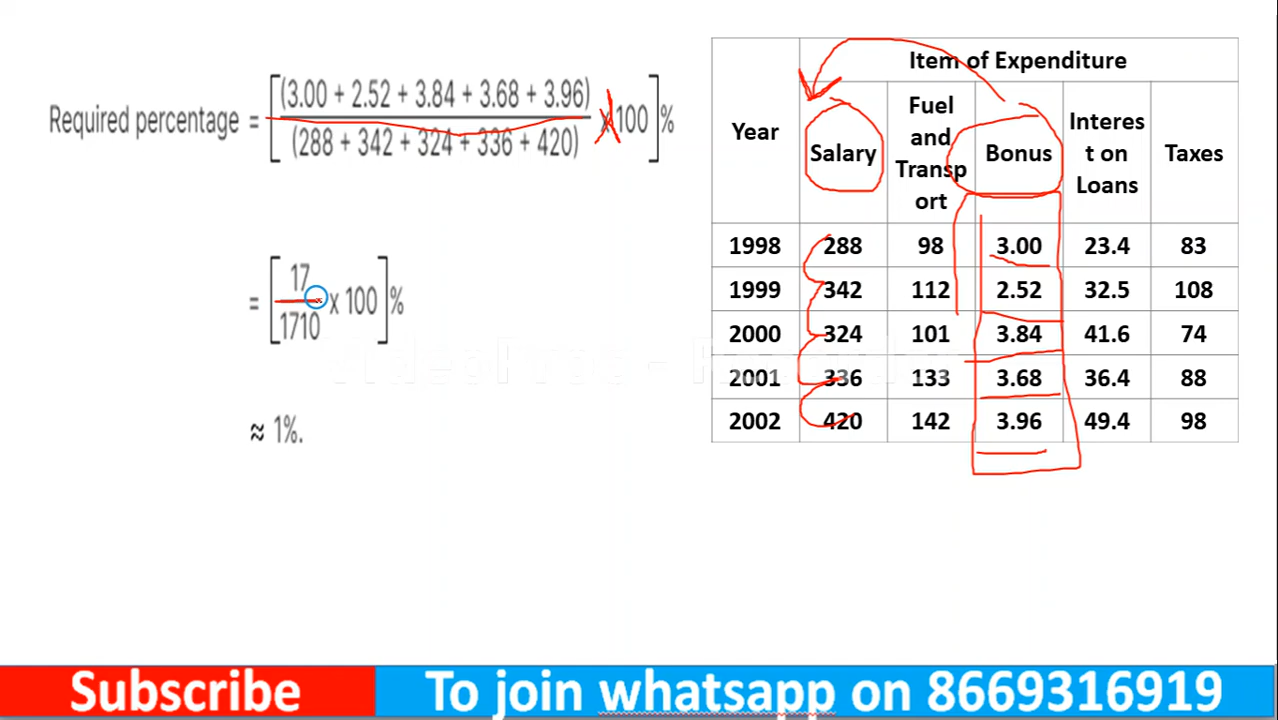 (3.00 + 2.52 + 3.84 + 3.68 + 3.96)
Required percentage = [ x 100 ] %
(288 + 342 + 324 + 336 + 420)
= [ 17 x 100 ] %
1710
≈ 1%.
Item of Expenditure
Year Salary Fuel and Transport Bonus Interest on Loans Taxes
1998 288 98 3.00 23.4 83
1999 342 112 2.52 32.5 108
2000 324 101 3.84 41.6 74
2001 336 133 3.68 36.4 88
2002 420 142 3.96 49.4 98
Subscribe
To join whatsapp on 8669316919